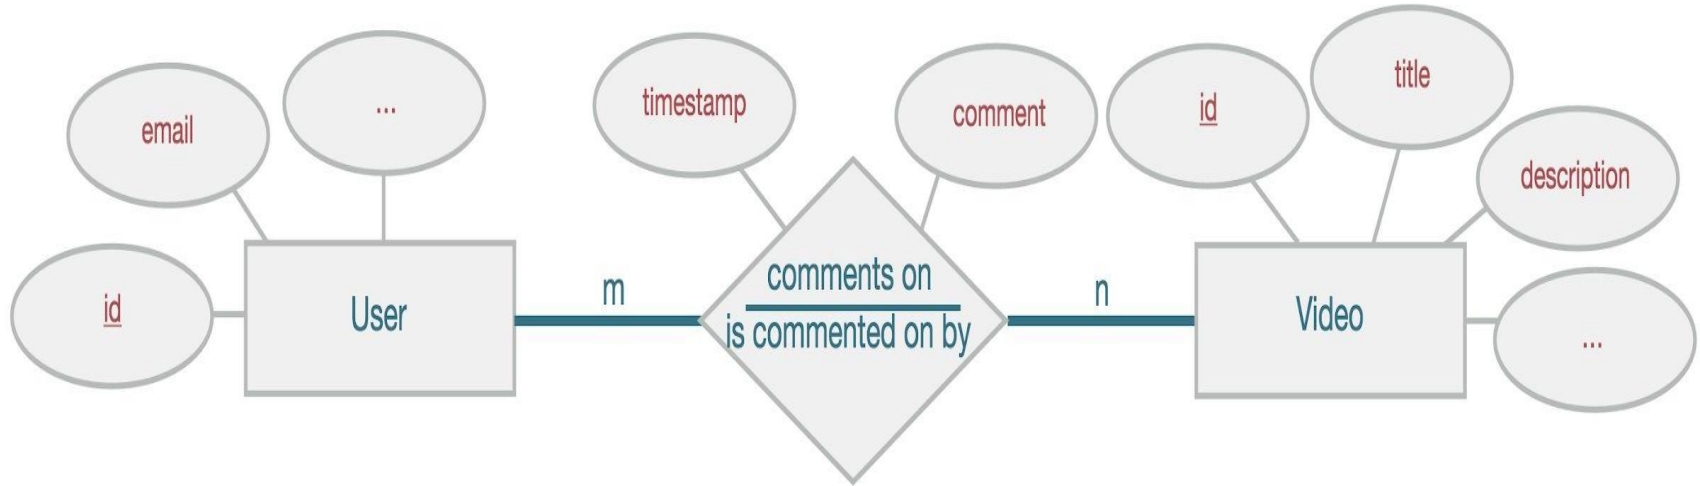 email
...
timestamp
comment
id
title
description
id
User
m
comments on
is commented on by
n
Video
...